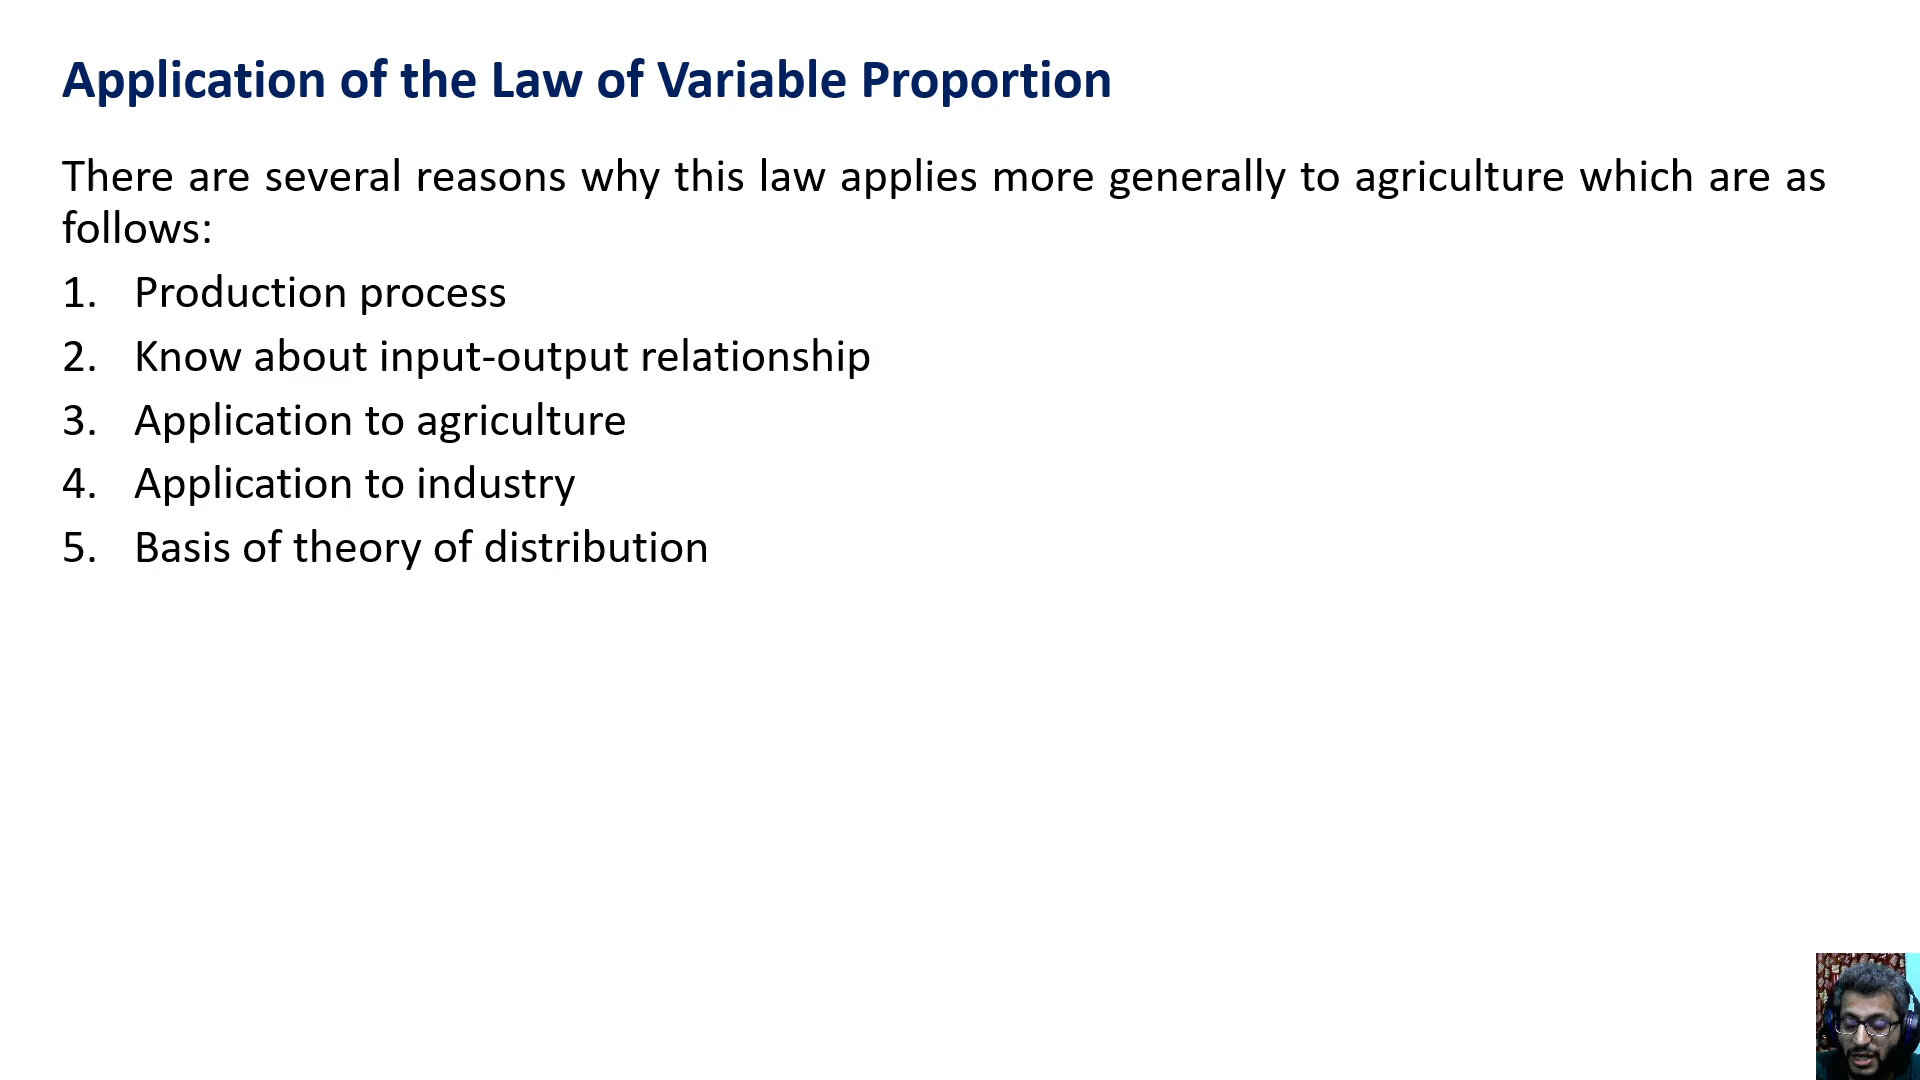 Application of the Law of Variable Proportion
There are several reasons why this law applies more generally to agriculture which are as
follows:
1. Production process
2. Know about input-output relationship
3. Application to agriculture
4. Application to industry
5. Basis of theory of distribution